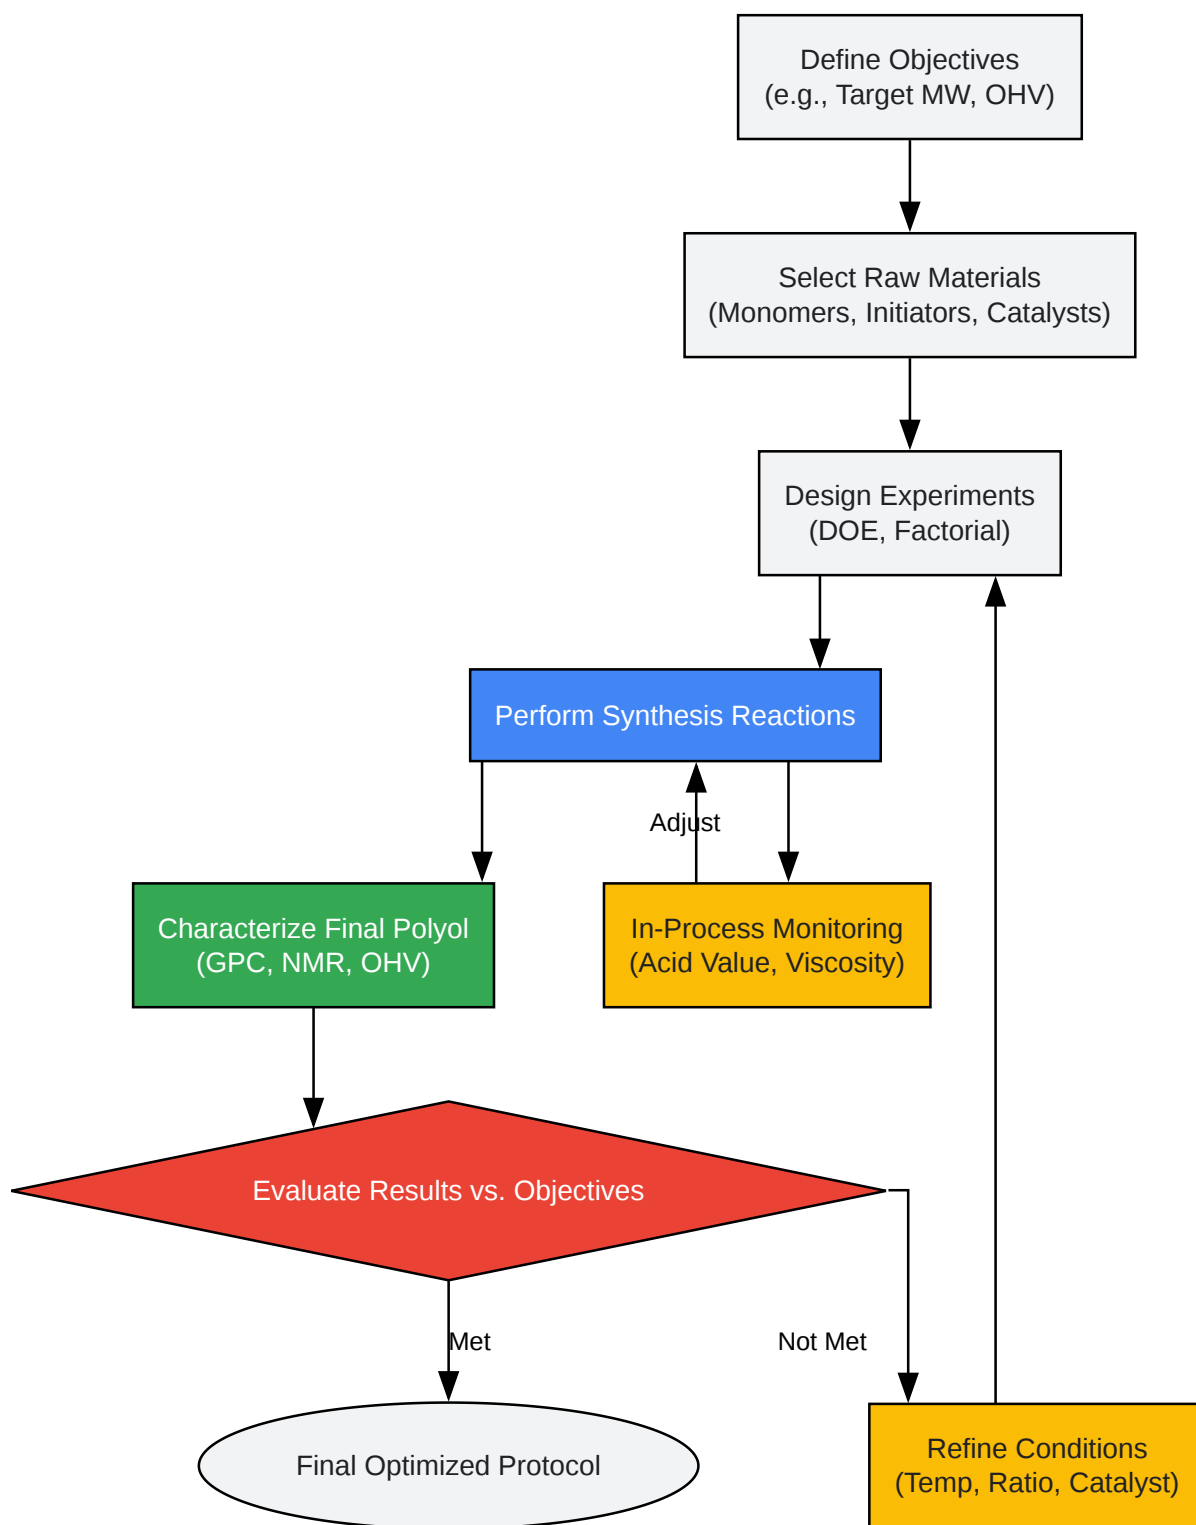 Define Objectives
(e.g., Target MW, OHV)
Select Raw Materials
(Monomers, Initiators, Catalysts)
Design Experiments
(DOE, Factorial)
Perform Synthesis Reactions
Adjust
Characterize Final Polyol
(GPC, NMR, OHV)
In-Process Monitoring
(Acid Value, Viscosity)
Evaluate Results vs. Objectives
Met
Not Met
Final Optimized Protocol
Refine Conditions
(Temp, Ratio, Catalyst)